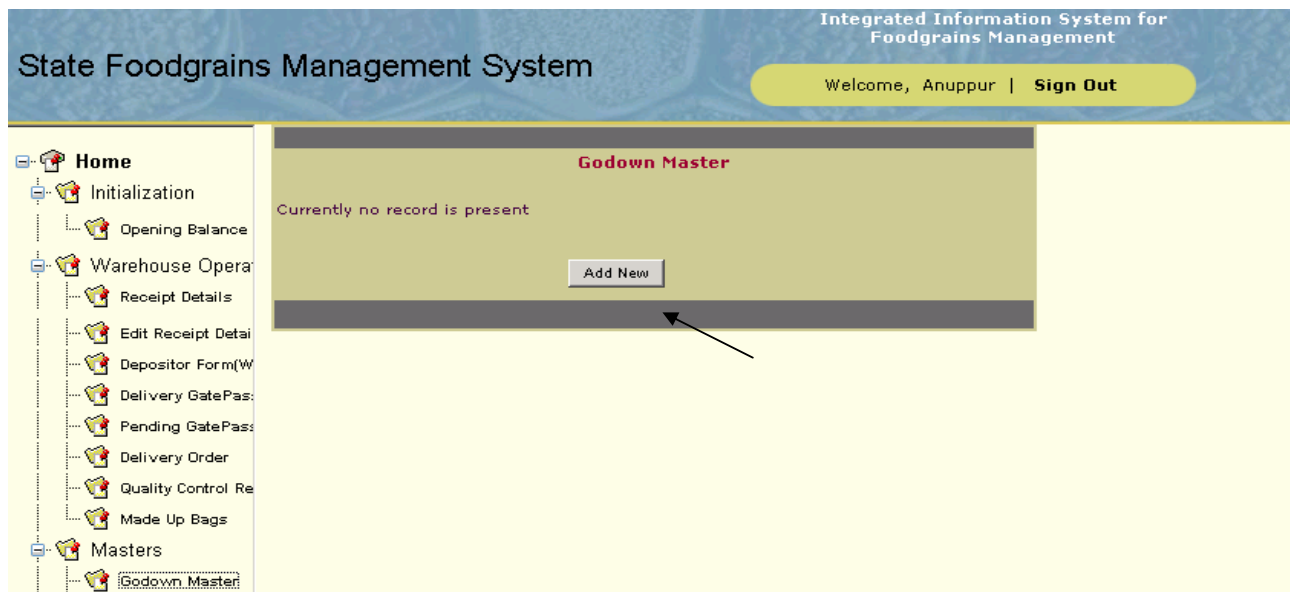 Integrated Information System for
Foodgrains Management
State Foodgrains Management System
Welcome, Anuppur | Sign Out
Home
Initialization
Opening Balance
Warehouse Opera
Receipt Details
Edit Receipt Detai
Depositor Form(W
Delivery GatePas
Pending GatePass
Delivery Order
Quality Control Re
Made Up Bags
Masters
Godown Master
Godown Master
Currently no record is present
Add New